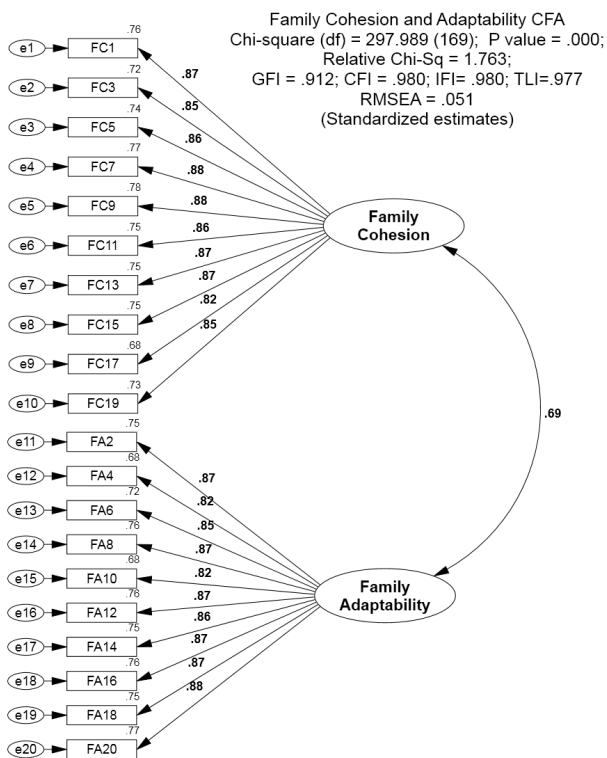 Family Cohesion and Adaptability CFA
Chi-square (df) = 297.989 (169);  P value = .000;
Relative Chi-Sq = 1.763;
GFI = .912; CFI = .980; IFI= .980; TLI=.977
RMSEA = .051
(Standardized estimates)
.76
e1 FC1
.87
.72
e2 FC3
.85
.74
e3 FC5
.86
.77
e4 FC7
.88
.78
e5 FC9
.88
.75
e6 FC11
.86
.75
e7 FC13
.87
.75
e8 FC15
.87
.68
e9 FC17
.82
.73
e10 FC19
.85
Family
Cohesion
.69
.75
e11 FA2
.87
.68
e12 FA4
.82
.72
e13 FA6
.85
.76
e14 FA8
.87
.68
e15 FA10
.82
.76
e16 FA12
.87
.75
e17 FA14
.86
.76
e18 FA16
.87
.75
e19 FA18
.87
.77
e20 FA20
.88
Family
Adaptability